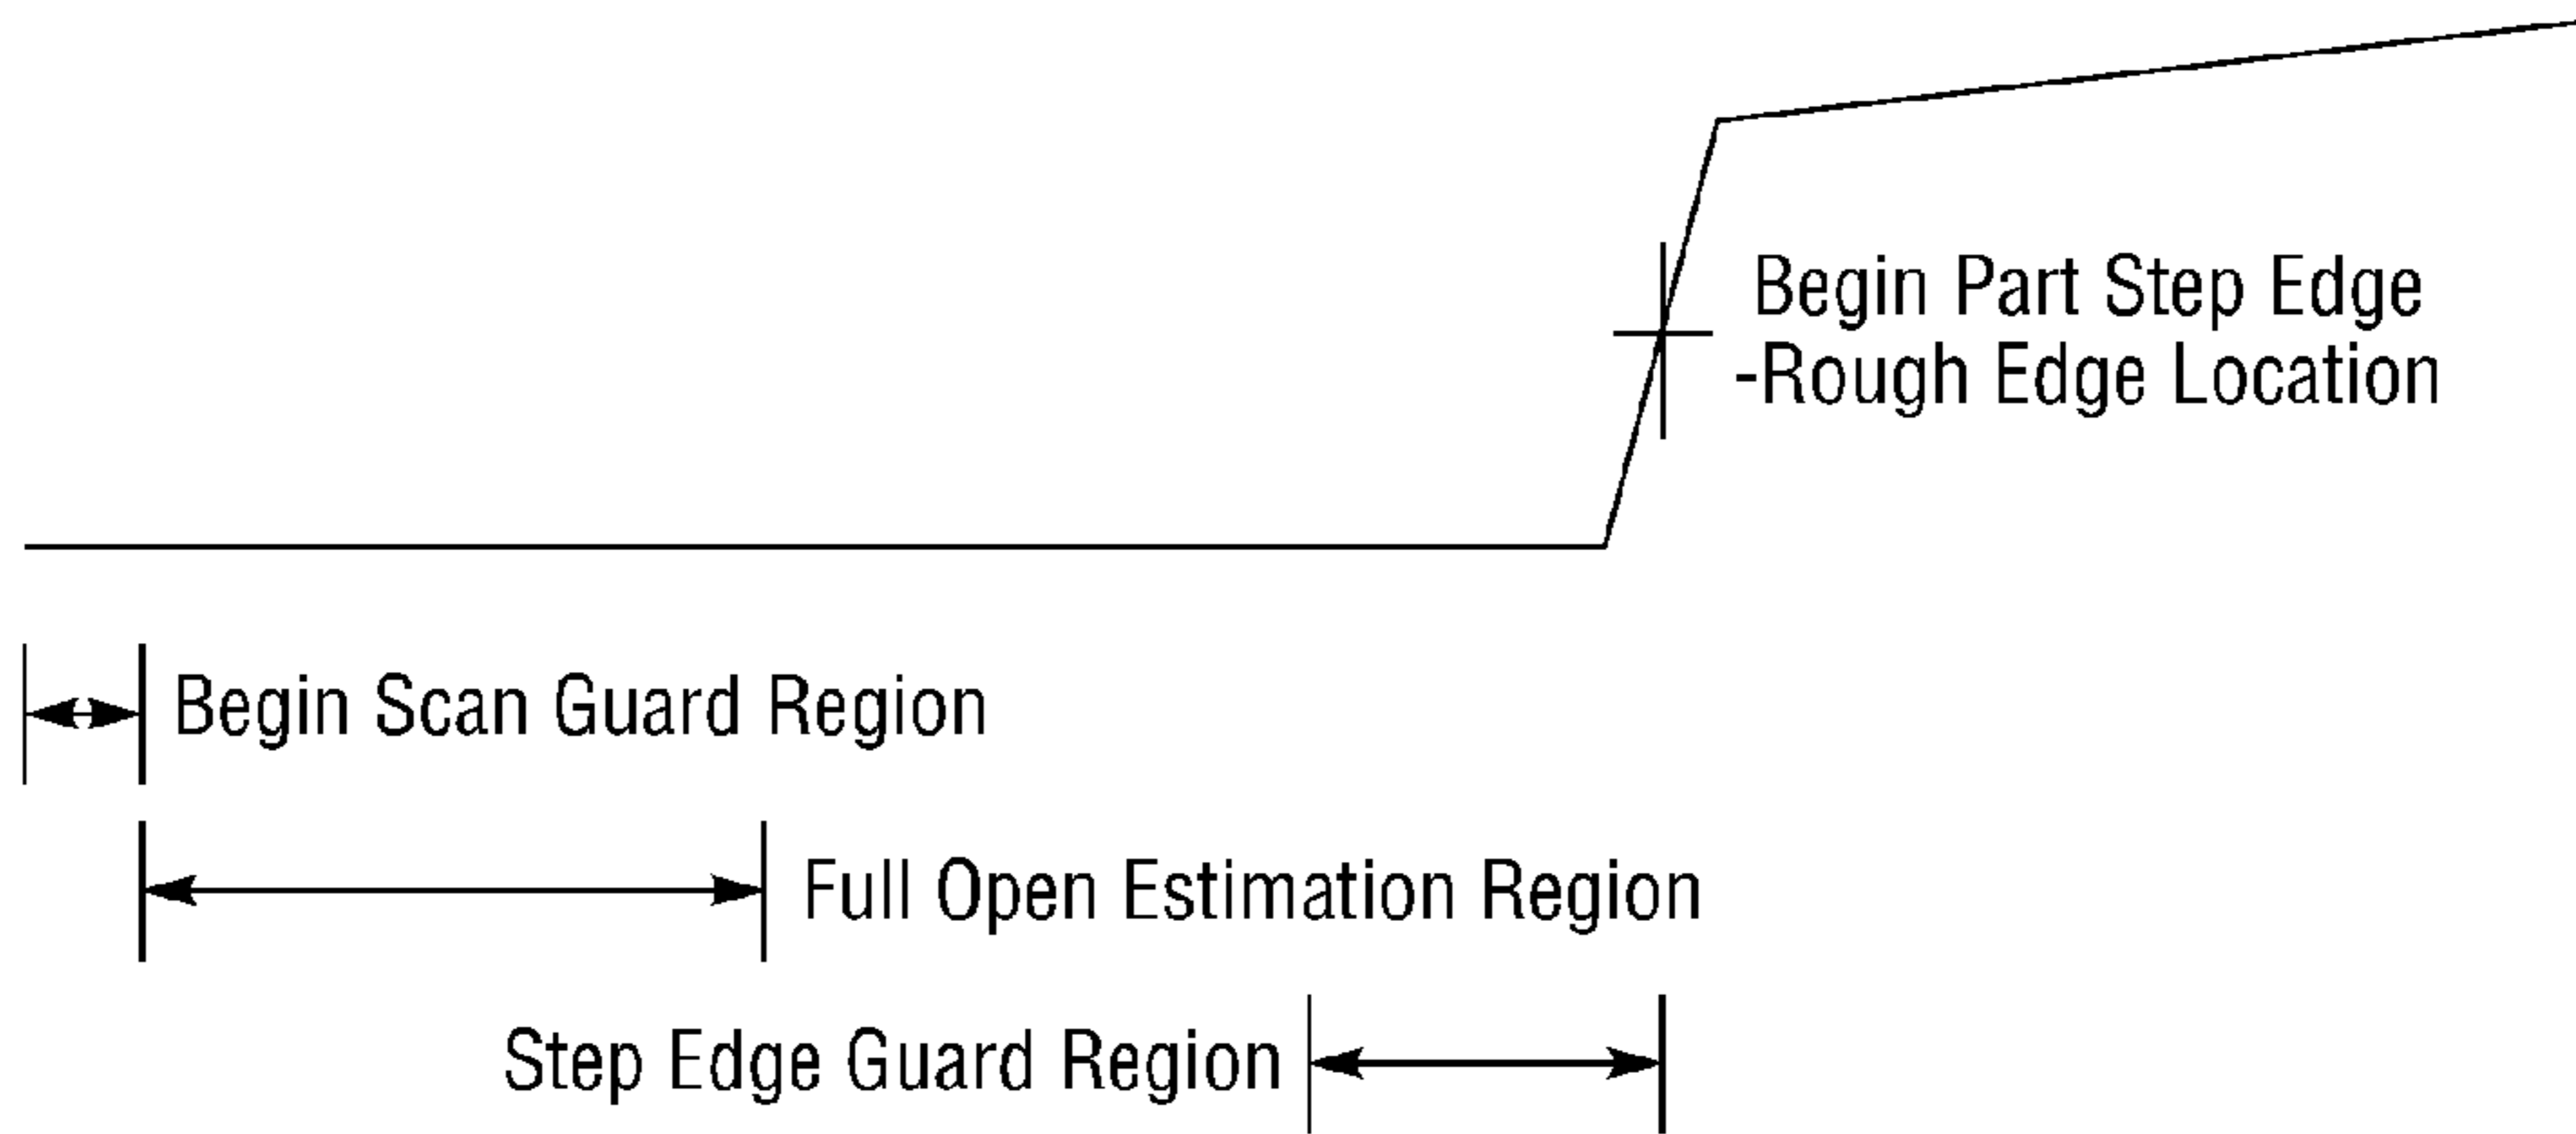 Begin Part Step Edge
-Rough Edge Location
Begin Scan Guard Region
Full Open Estimation Region
Step Edge Guard Region